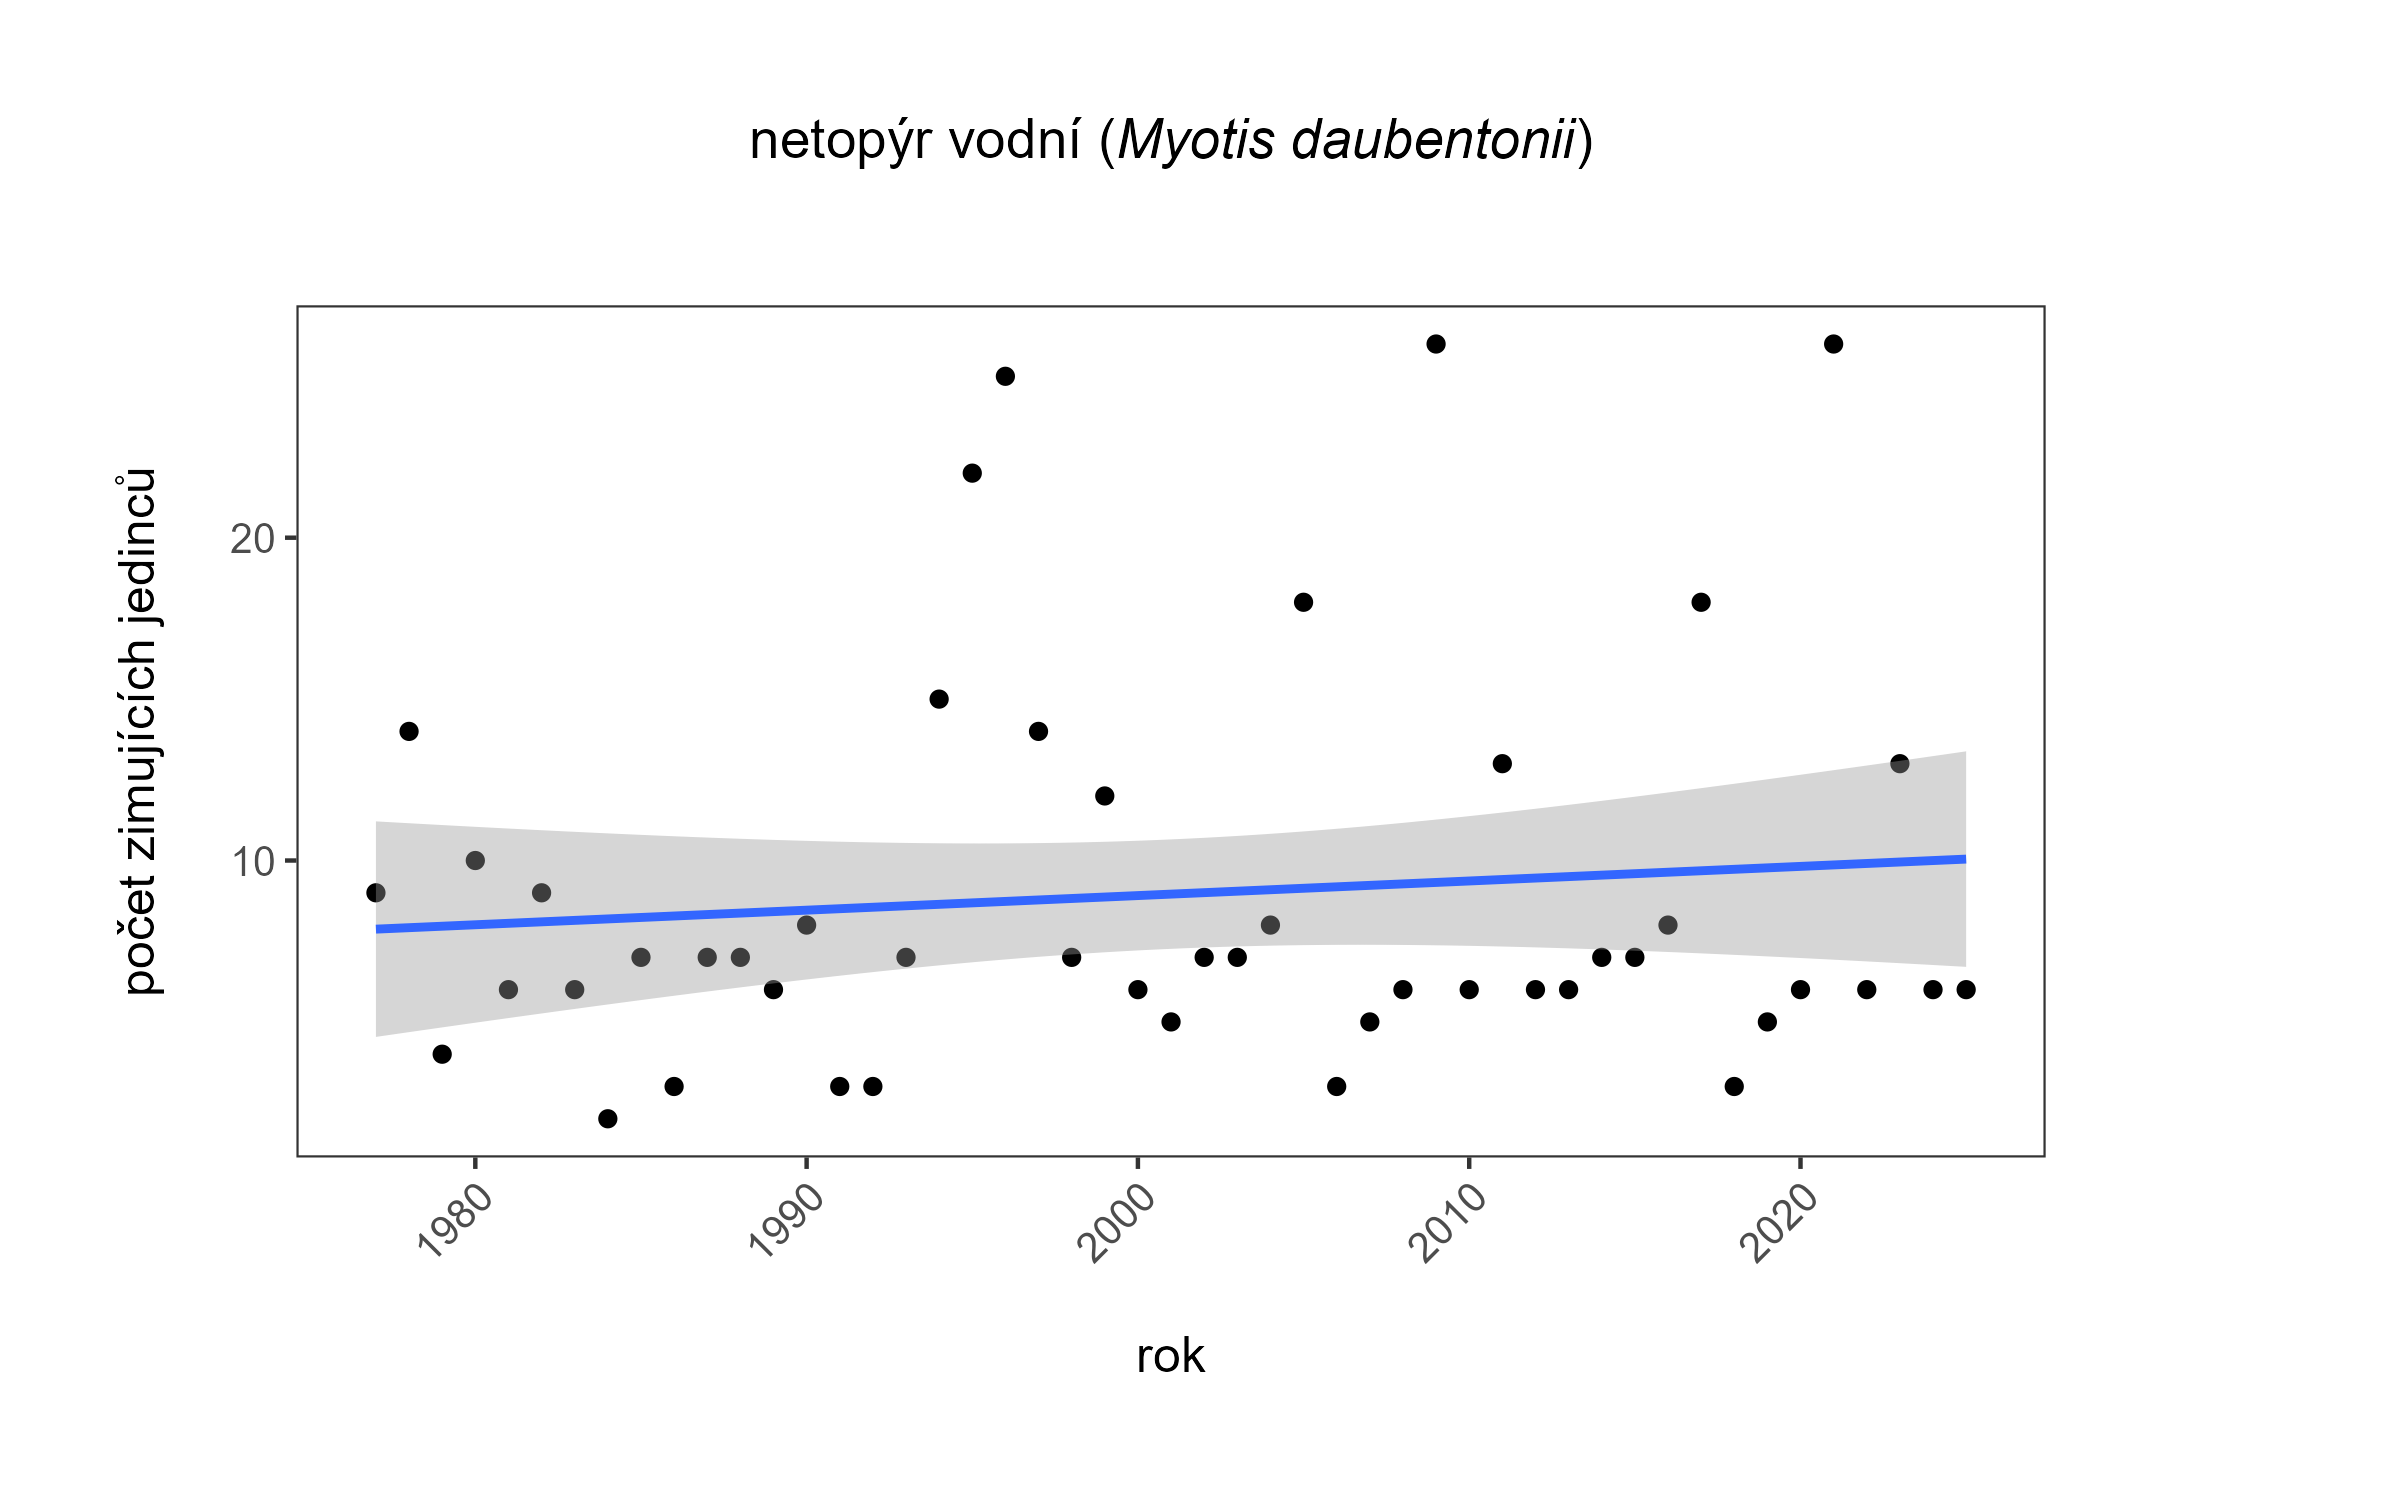 netopýr vodní (Myotis daubentonii)
počet zimujících jedinců
20
10
1980
1990
2000
2010
2020
rok